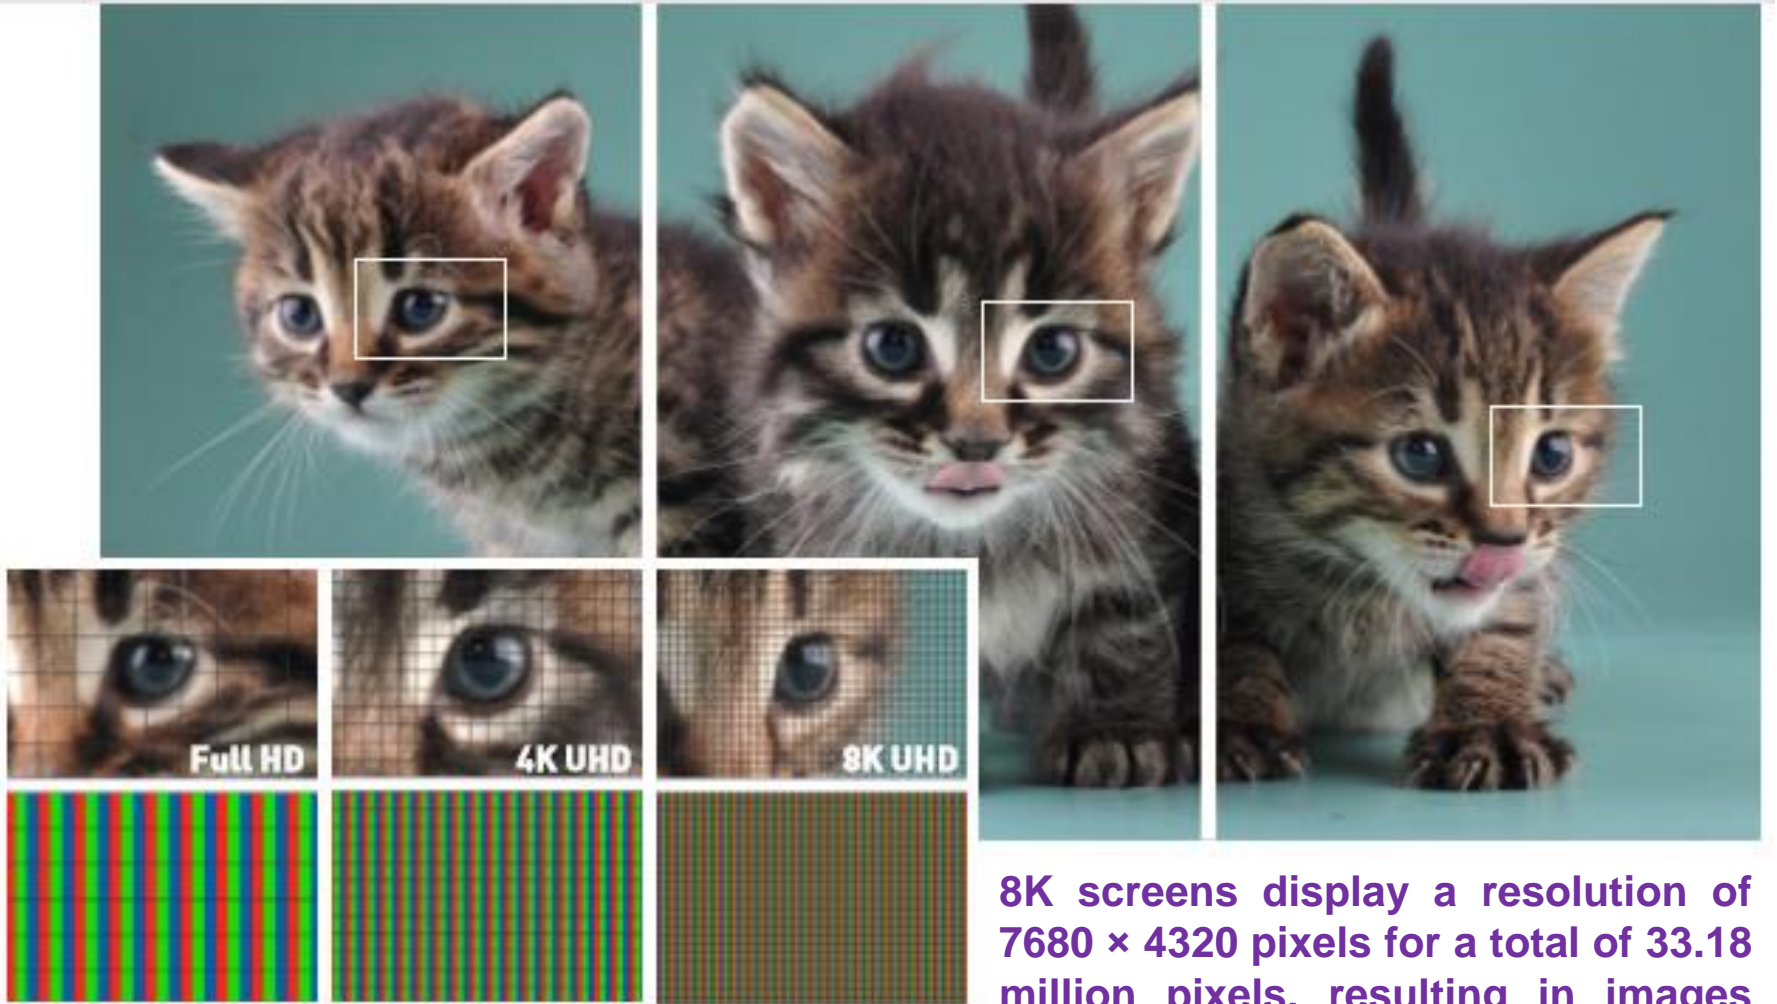 Full HD
4K UHD
8K UHD
8K screens display a resolution of
7680 × 4320 pixels for a total of 33.18
million pixels, resulting in images